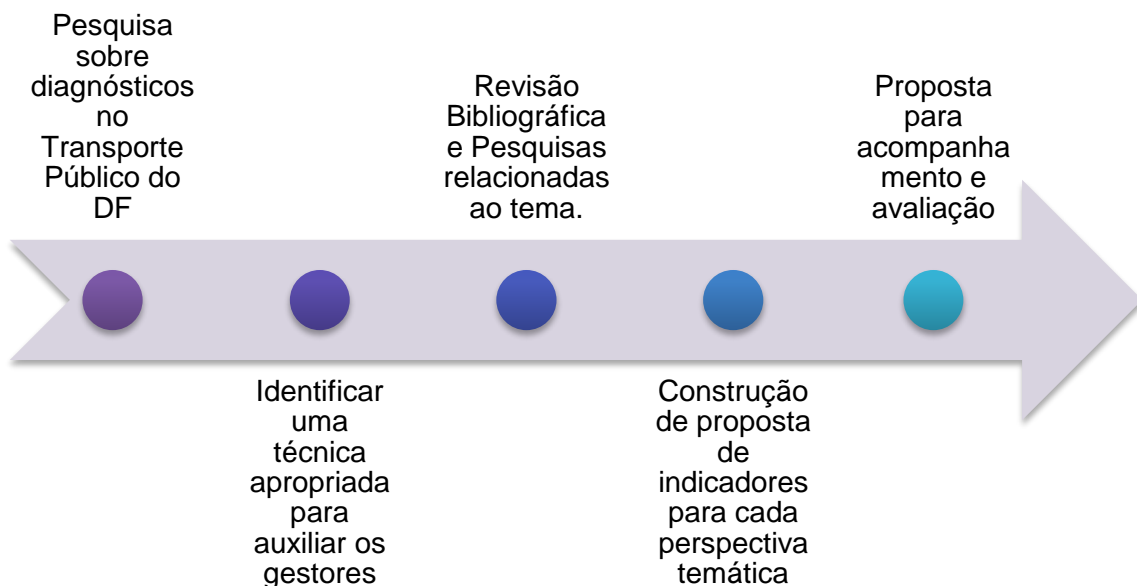 Pesquisa
sobre
diagnósticos
no
Transporte
Público do
DF
Identificar
uma
técnica
apropriada
para
auxiliar os
gestores
Revisão
Bibliográfica
e Pesquisas
relacionadas
ao tema.
Construção
de proposta
de
indicadores
para cada
perspectiva
temática
Proposta
para
acompanha
mento e
avaliação